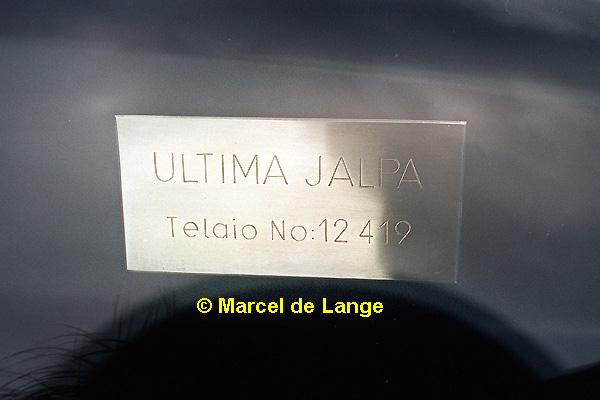 ULTIMA JALPA
Telaio No:12 419
© Marcel de Lange